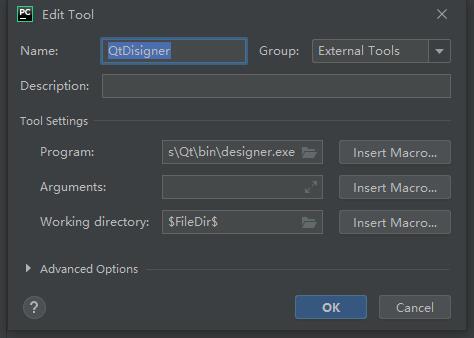 PC Edit Tool
Name: QtDisigner Group: External Tools
Description:
Tool Settings
Program: s\Qt\bin\designer.exe Insert Macro...
Arguments: Insert Macro...
Working directory: $FileDir$ Insert Macro...
Advanced Options
? OK Cancel